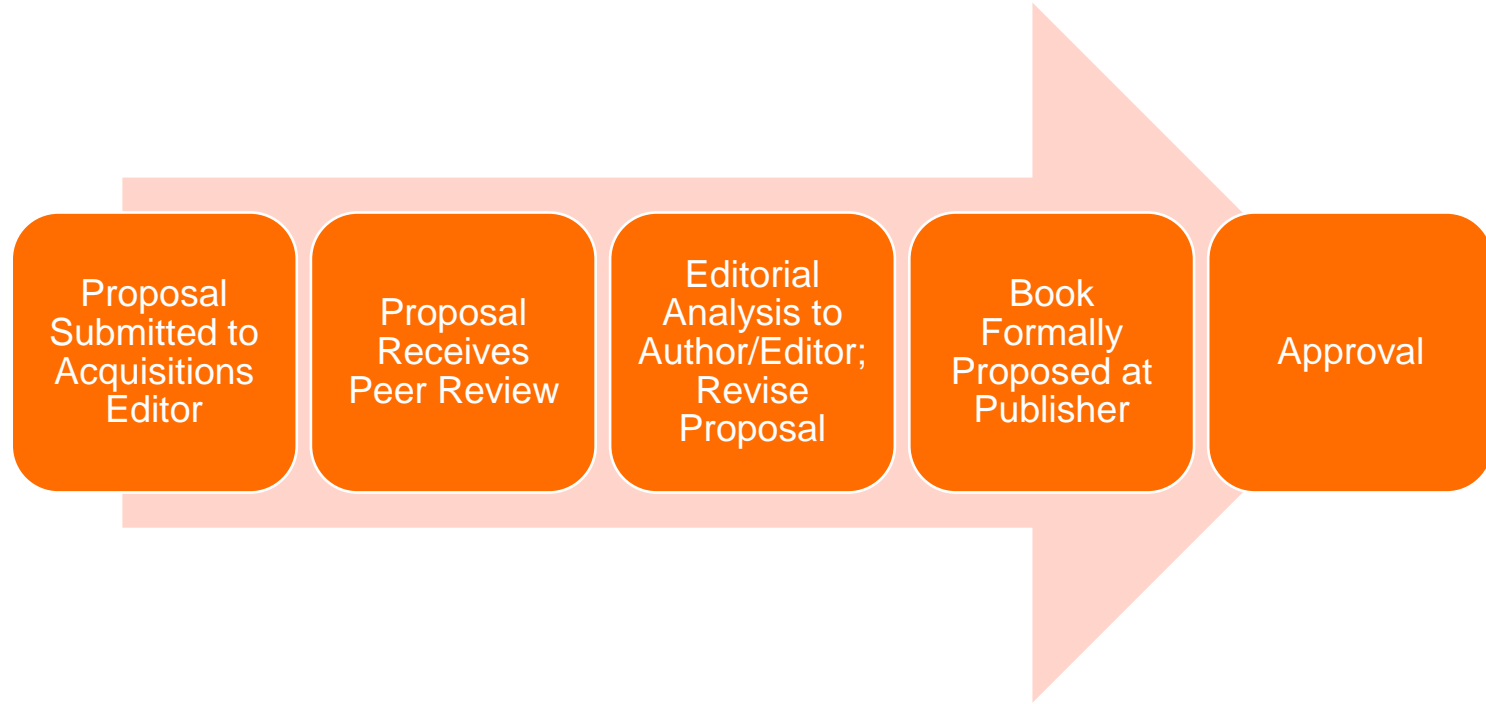 Proposal
Submitted to
Acquisitions
Editor
Proposal
Receives
Peer Review
Editorial
Analysis to
Author/Editor;
Revise
Proposal
Book
Formally
Proposed at
Publisher
Approval